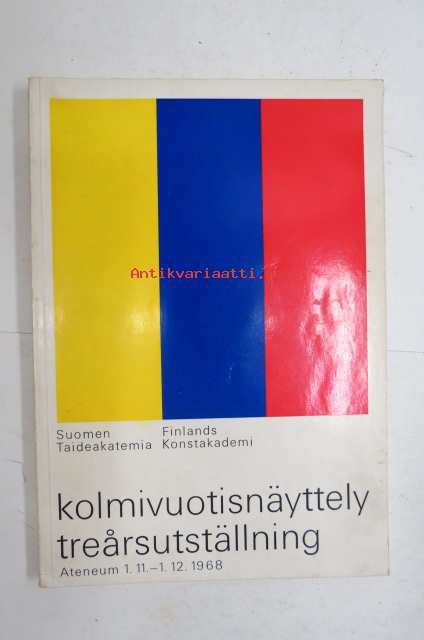 Antikvariaatti.
Suomen
Taideakatemia
Finlands
Konstakademi
kolmivuotisnäyttely
treårsutställning
Ateneum 1.11.–1.12.1968